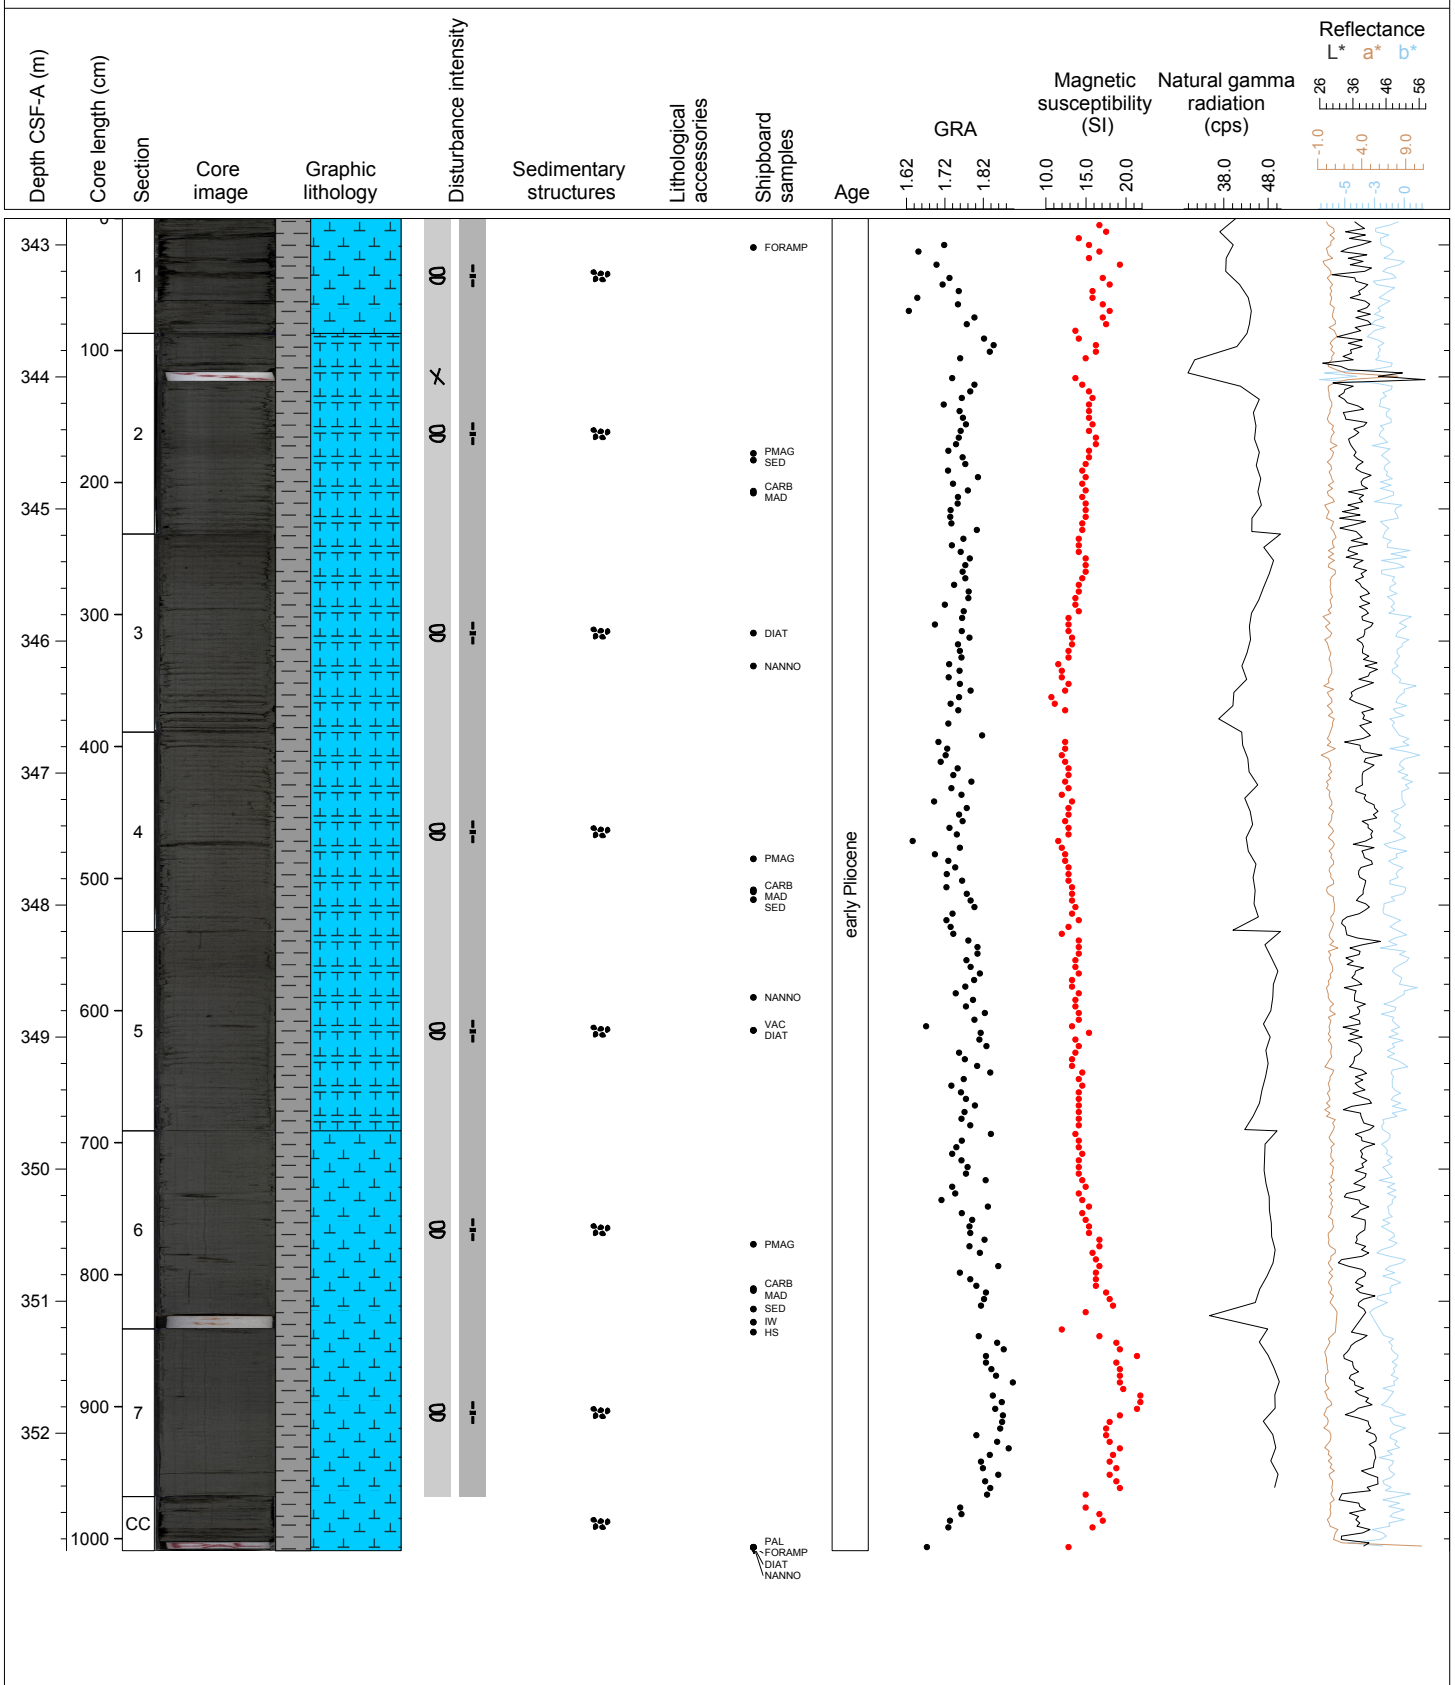 Depth CSF-A (m)
Core length (cm)
Section
Core
image
Graphic
lithology
Disturbance intensity
Sedimentary
structures
Lithological
accessories
Shipboard
samples
Age
GRA
1.62
1.72
1.82
Magnetic
susceptibility
(SI)
10.0
15.0
20.0
Natural gamma
radiation
(cps)
38.0
48.0
Reflectance
L* a* b*
26
36
46
56
-1.0
4.0
9.0
-5
-3
0
0
343
344
345
346
347
348
349
350
351
352
100
200
300
400
500
600
700
800
900
1000
1
2
3
4
5
6
7
CC
FORAMP
PMAG
SED
CARB
MAD
DIAT
NANNO
PMAG
CARB
MAD
SED
NANNO
VAC
DIAT
PMAG
CARB
MAD
SED
IW
HS
PAL
FORAMP
DIAT
NANNO
early Pliocene